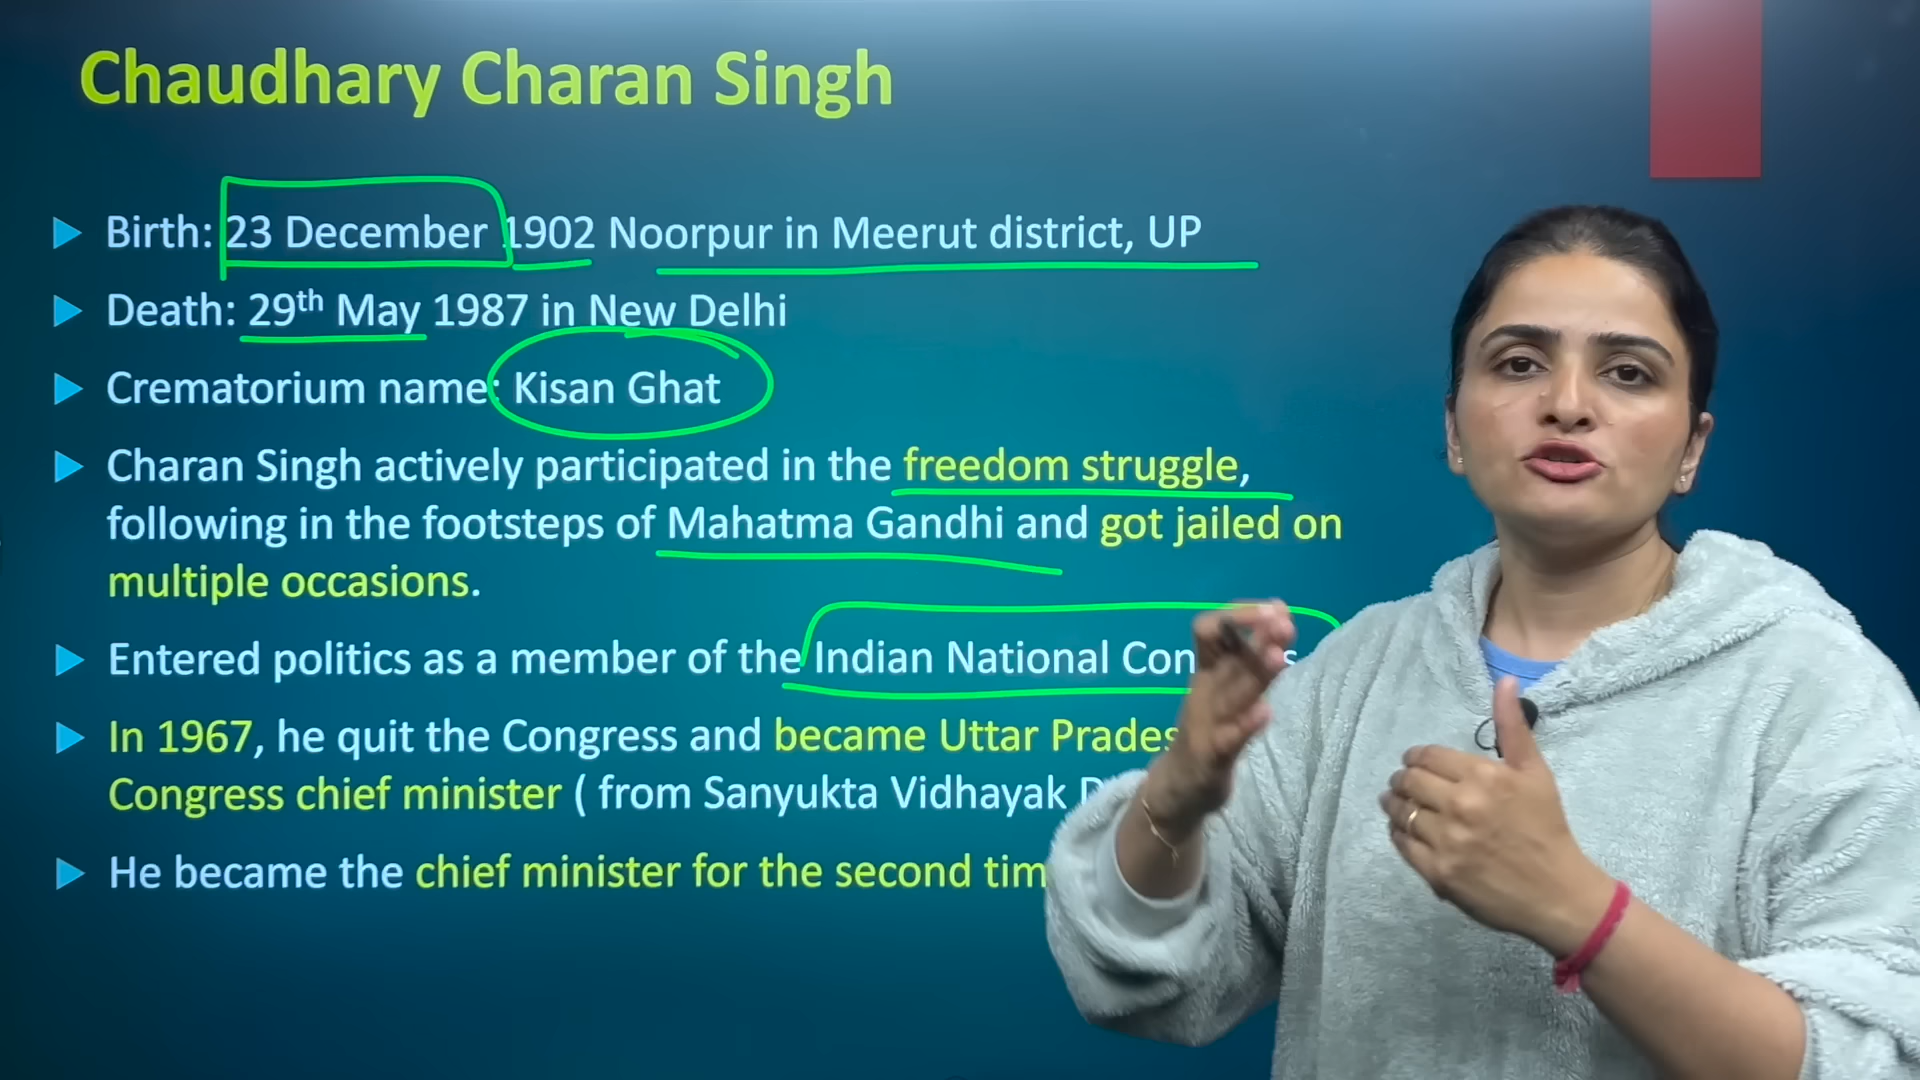 Chaudhary Charan Singh
Birth: 23 December 1902 Noorpur in Meerut district, UP
Death: 29th May 1987 in New Delhi
Crematorium name: Kisan Ghat
Charan Singh actively participated in the freedom struggle,
following in the footsteps of Mahatma Gandhi and got jailed on
multiple occasions.
Entered politics as a member of the Indian National
In 1967, he quit the Congress and became Uttar
Congress chief minister ( from Sanyukta Vidhayak
He became the chief minister for the second